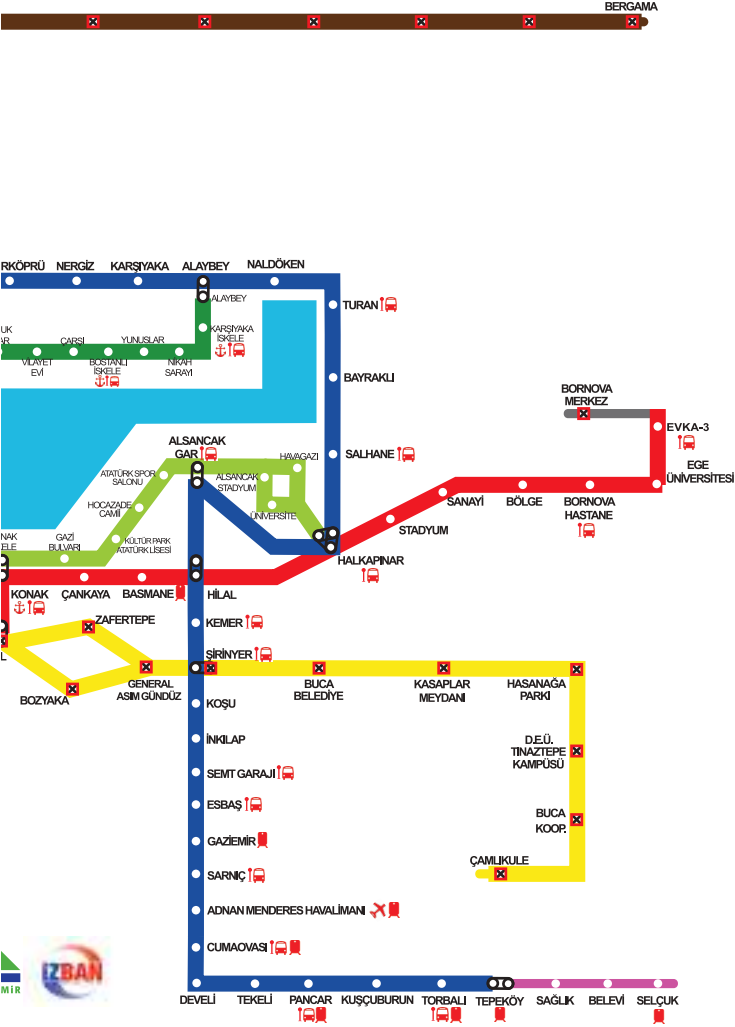 BERGAMA
RKÖPRÜ
NERGİZ
KARŞIYAKA
ALAYBEY
NALDÖKEN
ALAYBEY
TURAN
UK
AR
ÇARŞI
YUNUSLAR
KARŞIYAKA
İSKELE
VİLAYET
EVİ
BOSTANLI
İSKELE
NİKAH
SARAYI
BAYRAKLI
BORNOVA
MERKEZ
EVKA-3
ALSANCAK
GAR
HAVAGAZI
SALHANE
EGE
ÜNİVERSİTESİ
ATATÜRK SPOR
SALONU
ALSANCAK
STADYUM
SANAYİ
BÖLGE
BORNOVA
HASTANE
HOCAZADE
CAMİİ
ÜNİVERSİTE
STADYUM
NAK
ELE
GAZİ
BULVARI
KÜLTÜR PARK
ATATÜRK LİSESİ
HALKAPINAR
KONAK
ÇANKAYA
BASMANE
HİLAL
ZAFERTEPE
KEMER
L
ŞİRİNYER
BOZYAKA
GENERAL
ASIM GÜNDÜZ
BUCA
BELEDİYE
KASAPLAR
MEYDANI
HASANAĞA
PARKI
KOŞU
İNKILAP
D.E.Ü.
TINAZTEPE
KAMPÜSÜ
SEMT GARAJI
ESBAŞ
BUCA
KOOP.
GAZİEMİR
ÇAMLIKULE
SARNIÇ
ADNAN MENDERES HAVALİMANI
CUMAOVASI
İZBAN
MİR
DEVELİ
TEKELİ
PANCAR
KUŞÇUBURUN
TORBALI
TEPEKÖY
SAĞLIK
BELEVİ
SELÇUK